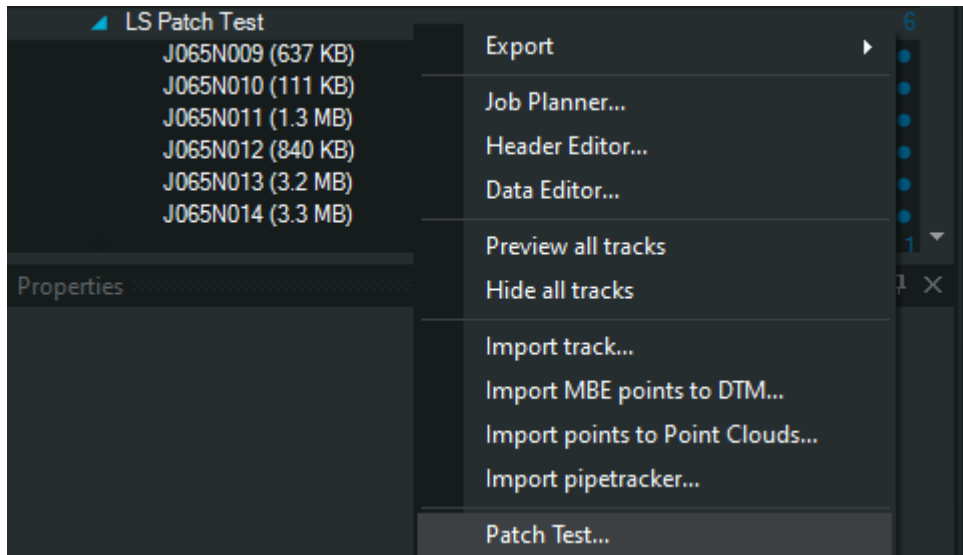 LS Patch Test
6
J065N009 (637 KB)
J065N010 (111 KB)
J065N011 (1.3 MB)
J065N012 (840 KB)
J065N013 (3.2 MB)
J065N014 (3.3 MB)
1
Properties
Export
Job Planner...
Header Editor...
Data Editor...
Preview all tracks
Hide all tracks
Import track...
Import MBE points to DTM...
Import points to Point Clouds...
Import pipetracker...
Patch Test...